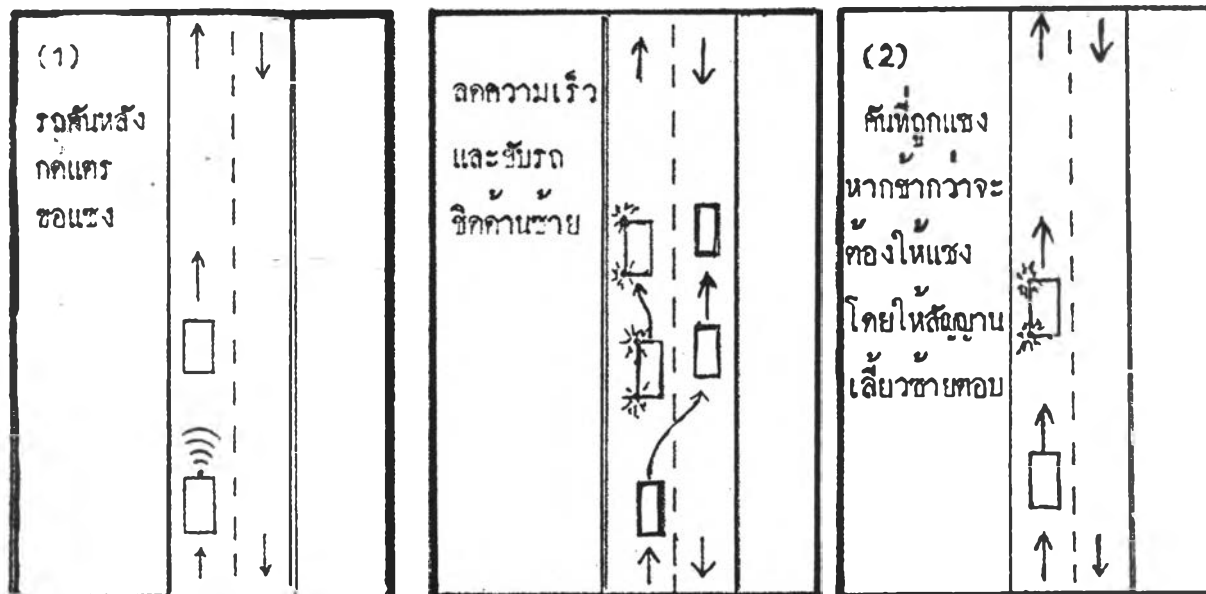 (1)
รถคันหลัง
กดแตร
ขอแซง
ลดความเร็ว
และขับรถ
ชิดด้านซ้าย
(2)
คันที่ถูกแซง
หากช้ากว่าจะ
ต้องให้แซง
โดยให้สัญญาน
เลี้ยวซ้ายตอบ